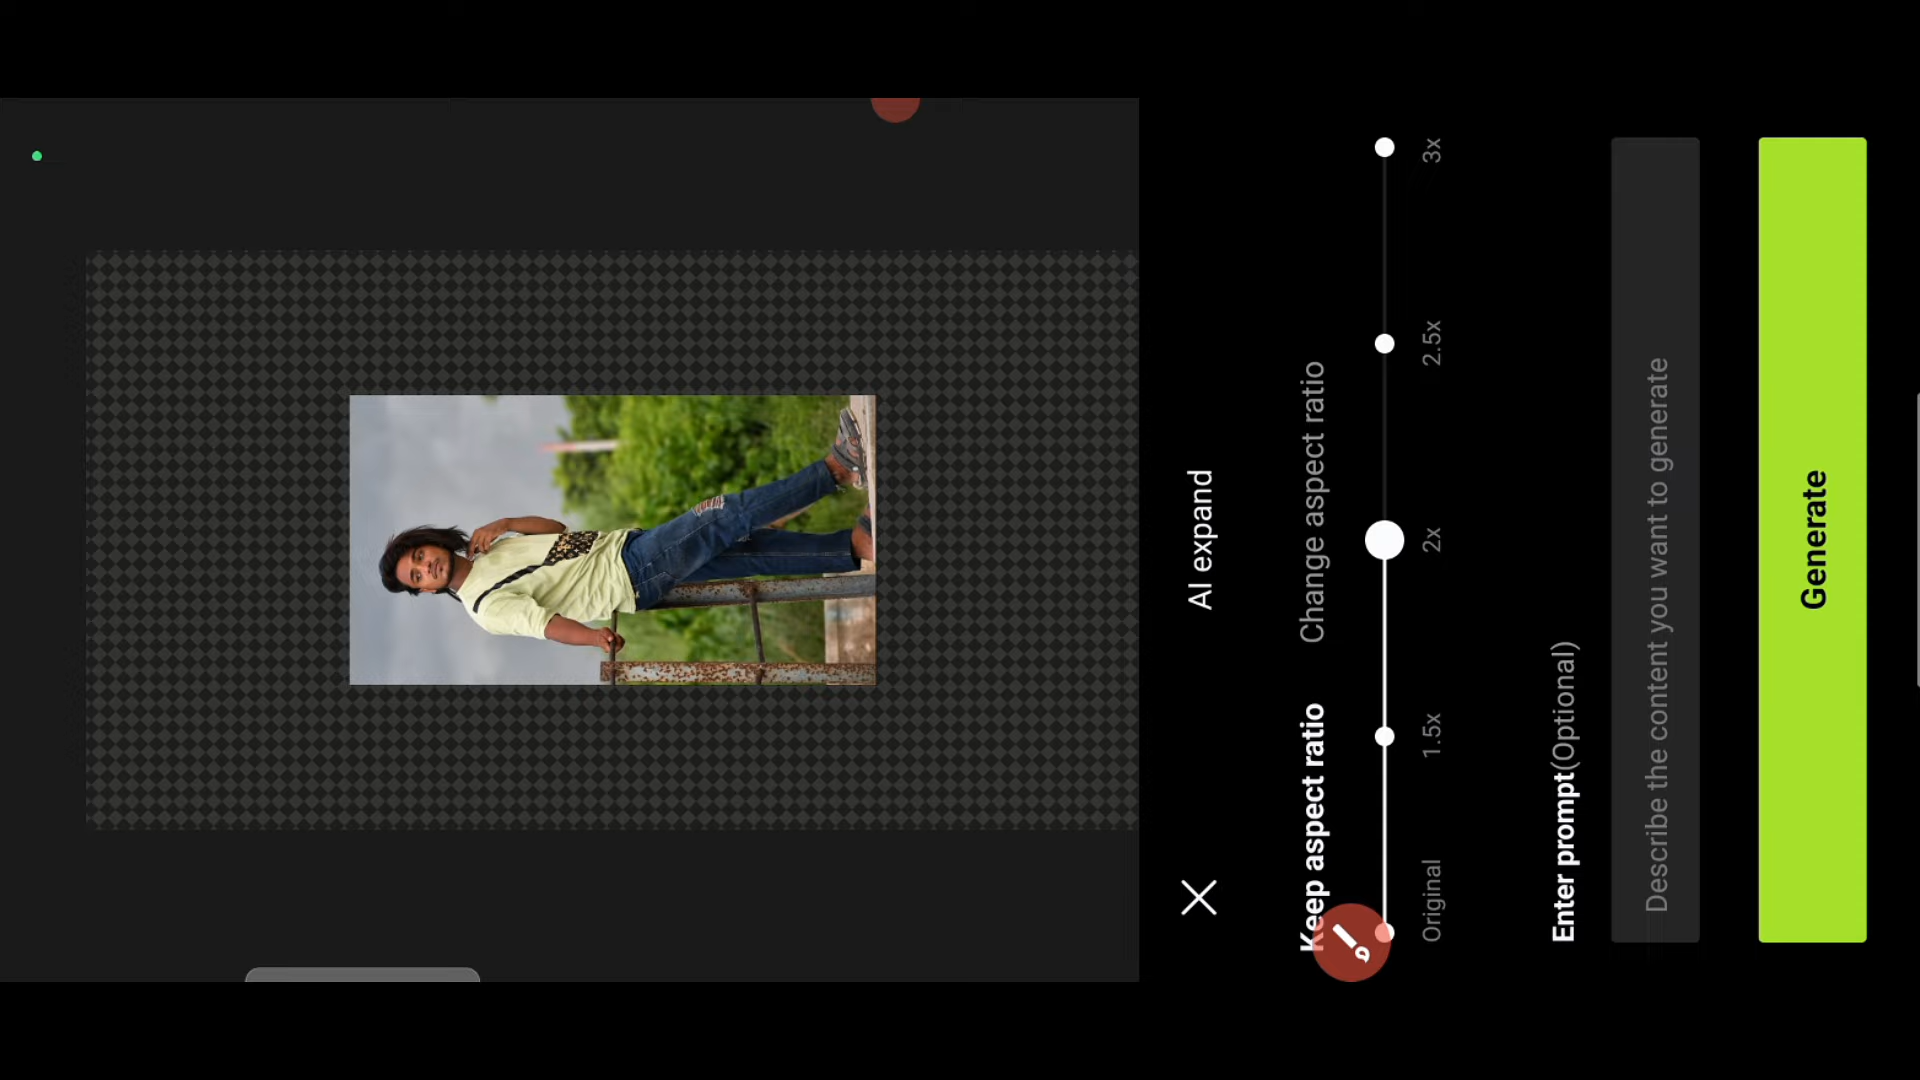 AI expand
Keep aspect ratio Change aspect ratio
Original 1.5x 2x 2.5x 3x
Enter prompt(Optional)
Describe the content you want to generate
Generate